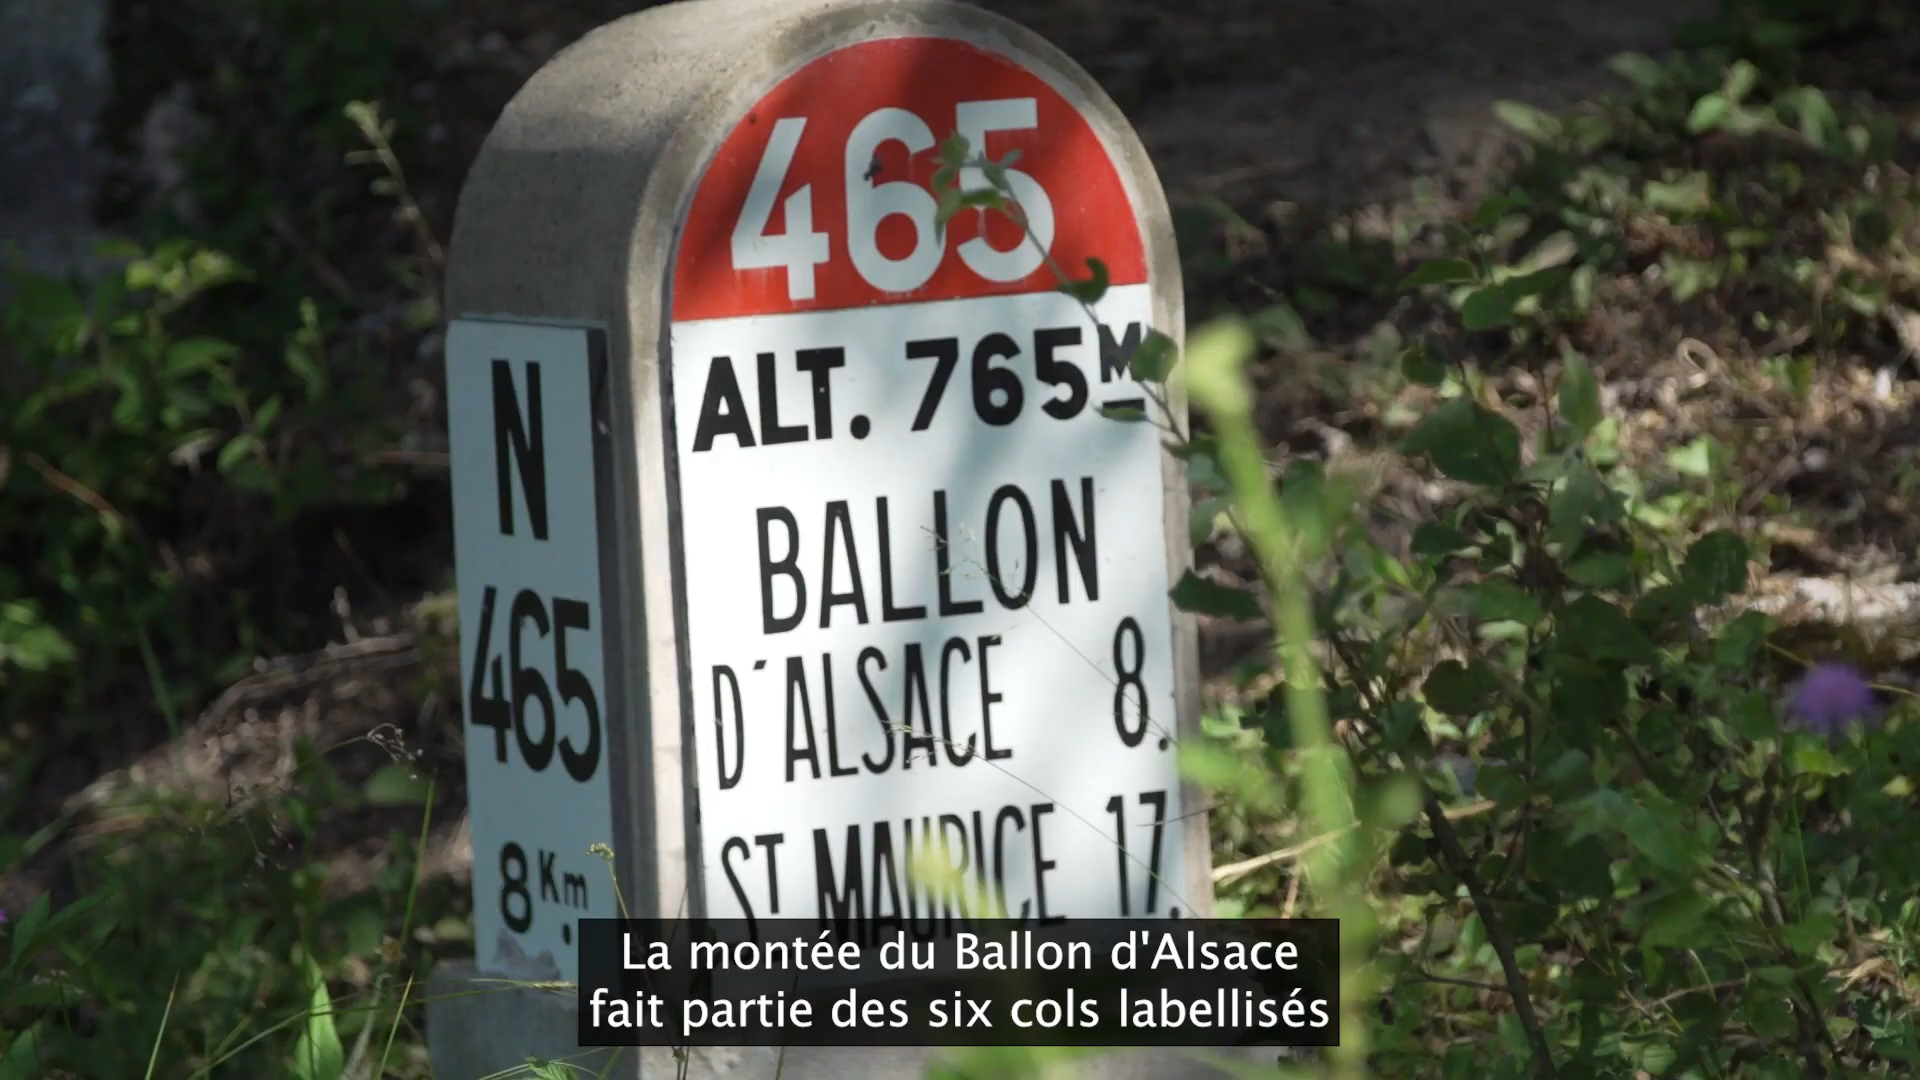 465
ALT. 765M
BALLON
D'ALSACE 8.
ST MAURICE 17.
N
465
8 Km
La montée du Ballon d'Alsace
fait partie des six cols labellisés